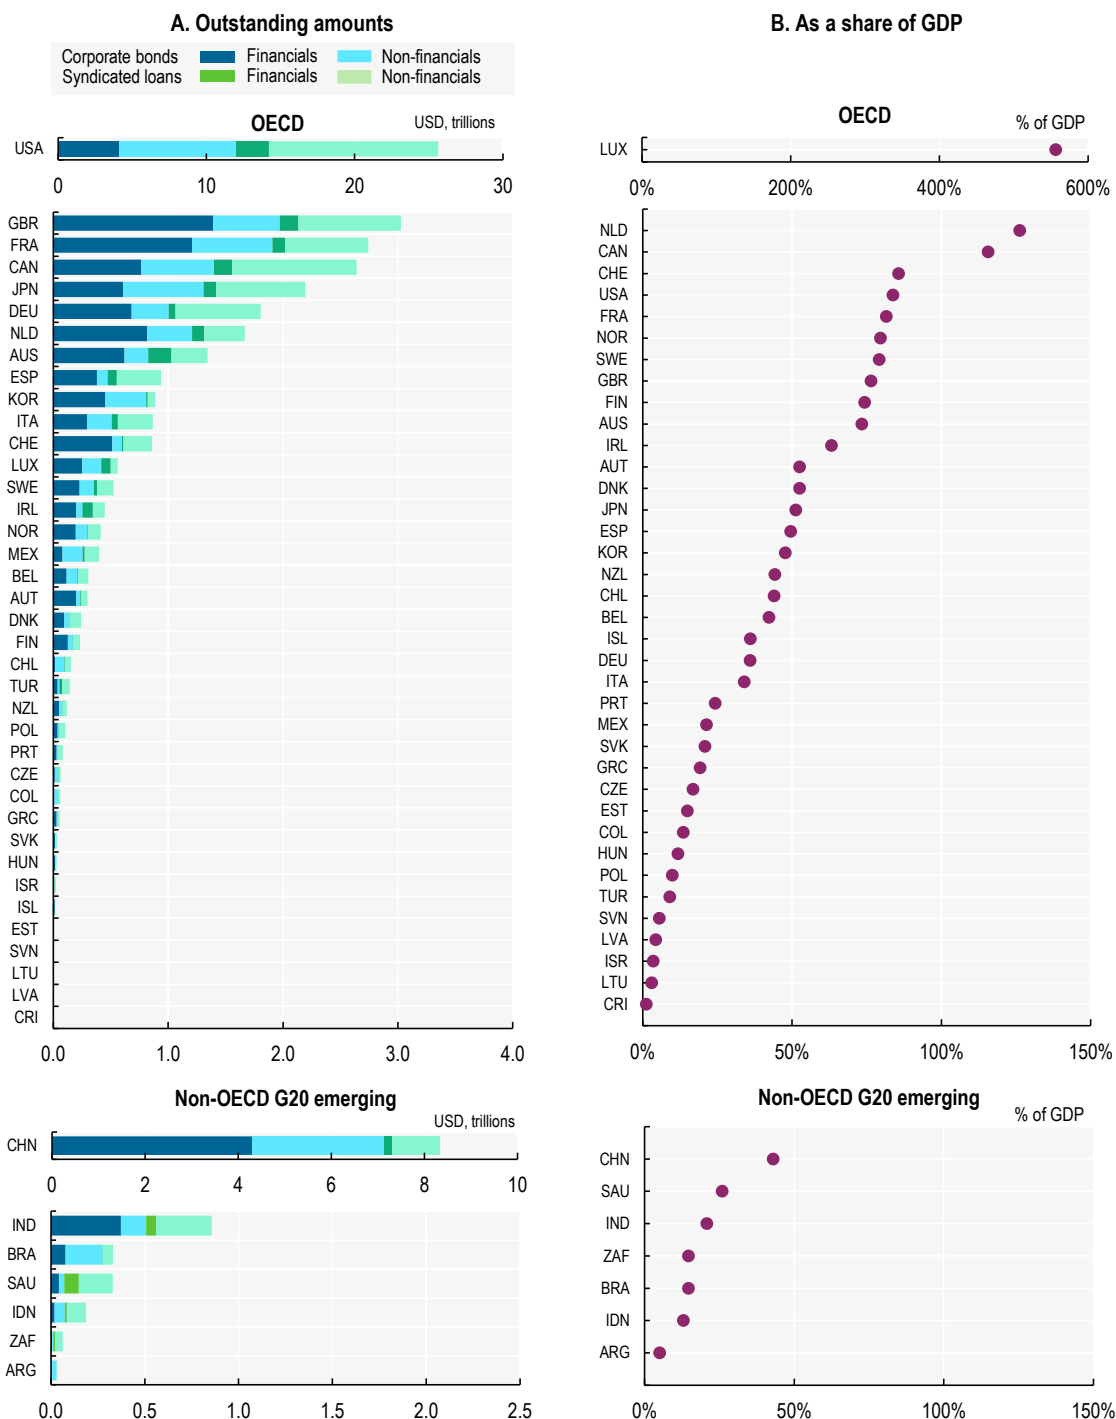 A. Outstanding amounts
Corporate bonds Financials Non-financials
Syndicated loans Financials Non-financials
OECD USD, trillions
USA
0 10 20 30
GBR
FRA
CAN
JPN
DEU
NLD
AUS
ESP
KOR
ITA
CHE
LUX
SWE
IRL
NOR
MEX
BEL
AUT
DNK
FIN
CHL
TUR
NZL
POL
PRT
CZE
COL
GRC
SVK
HUN
ISR
ISL
EST
SVN
LTU
LVA
CRI
0.0 1.0 2.0 3.0 4.0
Non-OECD G20 emerging
USD, trillions
CHN
0 2 4 6 8 10
IND
BRA
SAU
IDN
ZAF
ARG
0.0 0.5 1.0 1.5 2.0 2.5
B. As a share of GDP
OECD % of GDP
LUX
0% 200% 400% 600%
NLD
CAN
CHE
USA
FRA
NOR
SWE
GBR
FIN
AUS
IRL
AUT
DNK
JPN
ESP
KOR
NZL
CHL
BEL
ISL
DEU
ITA
PRT
MEX
SVK
GRC
CZE
EST
COL
HUN
POL
TUR
SVN
LVA
ISR
LTU
CRI
0% 50% 100% 150%
Non-OECD G20 emerging
% of GDP
CHN
SAU
IND
ZAF
BRA
IDN
ARG
0% 50% 100% 150%